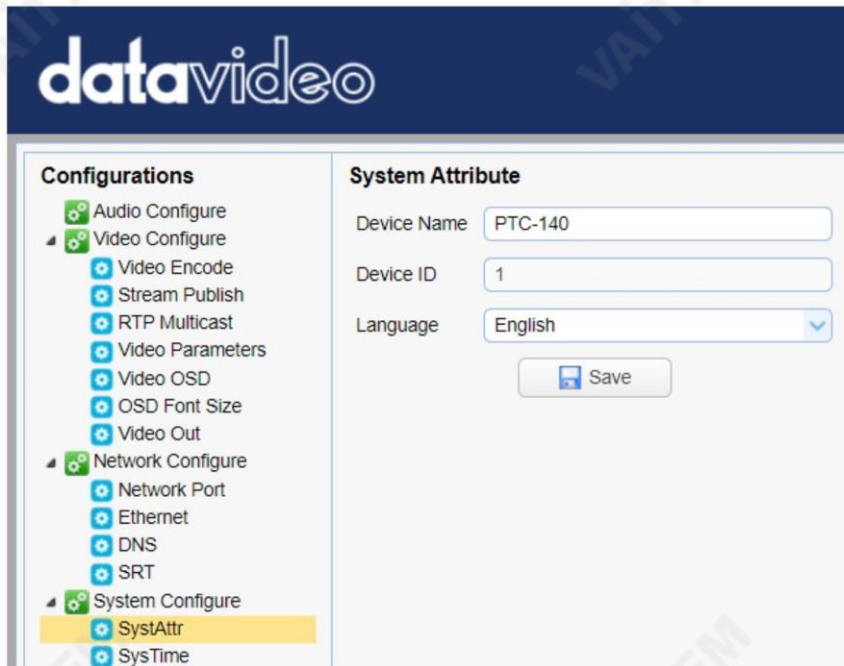 datavideo
Configurations
Audio Configure
Video Configure
Video Encode
Stream Publish
RTP Multicast
Video Parameters
Video OSD
OSD Font Size
Video Out
Network Configure
Network Port
Ethernet
DNS
SRT
System Configure
SystAttr
SysTime
System Attribute
Device Name PTC-140
Device ID 1
Language English
Save